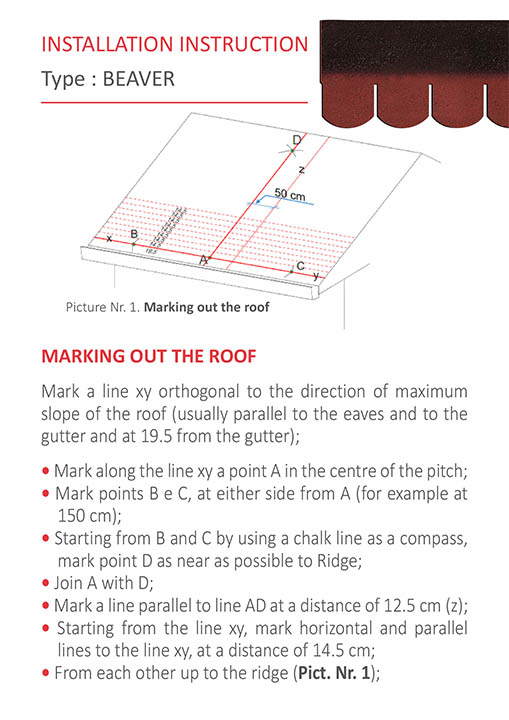 INSTALLATION INSTRUCTION
Type : BEAVER
D
z
50 cm
B
x
A
C
y
Picture Nr. 1. Marking out the roof
MARKING OUT THE ROOF
Mark a line xy orthogonal to the direction of maximum
slope of the roof (usually parallel to the eaves and to the
gutter and at 19.5 from the gutter);
• Mark along the line xy a point A in the centre of the pitch;
• Mark points B e C, at either side from A (for example at
150 cm);
• Starting from B and C by using a chalk line as a compass,
mark point D as near as possible to Ridge;
• Join A with D;
• Mark a line parallel to line AD at a distance of 12.5 cm (z);
• Starting from the line xy, mark horizontal and parallel
lines to the line xy, at a distance of 14.5 cm;
• From each other up to the ridge (Pict. Nr. 1);